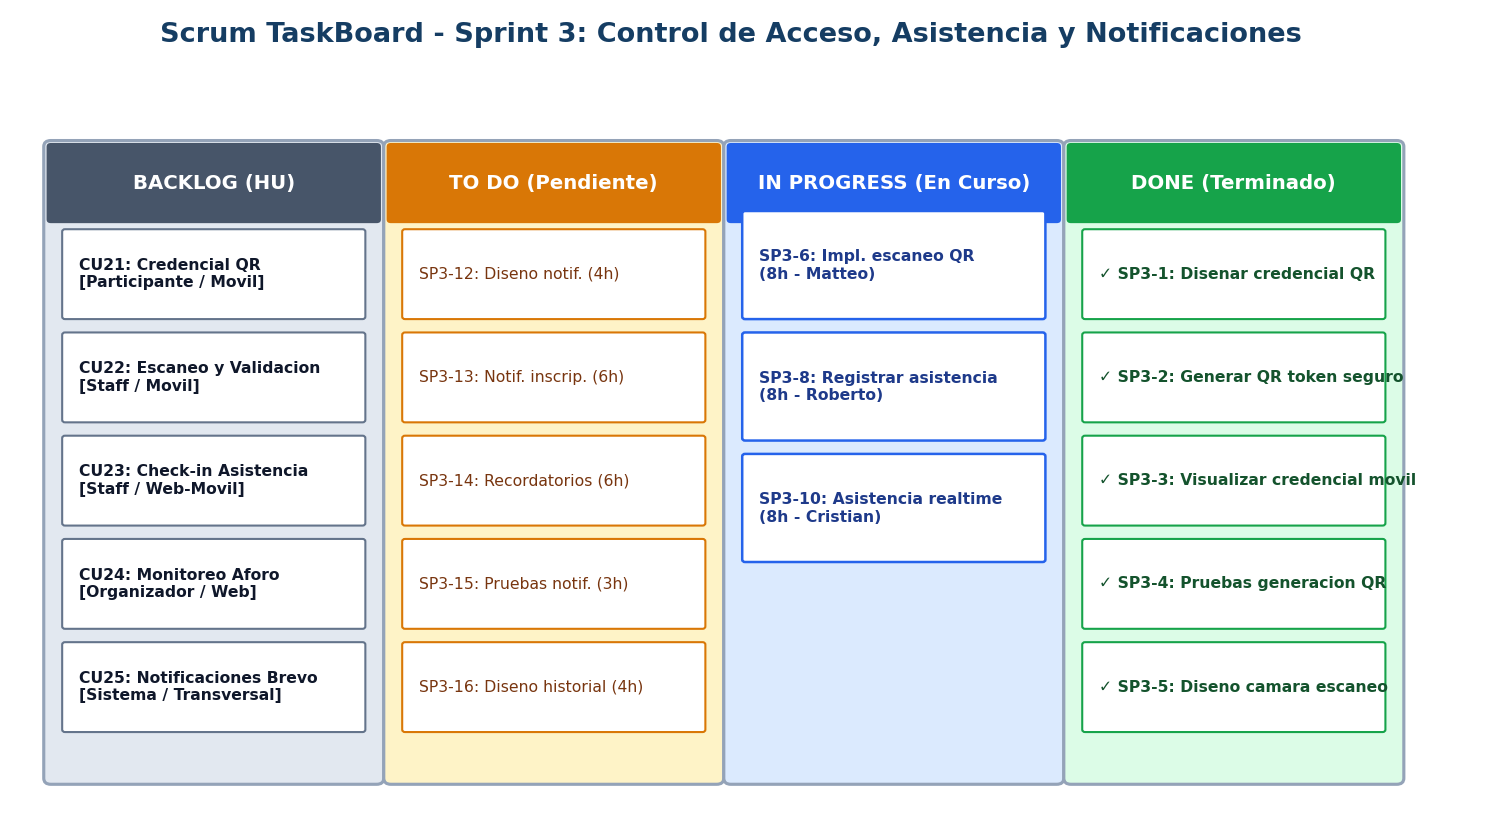 Scrum TaskBoard - Sprint 3: Control de Acceso, Asistencia y Notificaciones
BACKLOG (HU)
CU21: Credencial QR
[Participante / Movil]
CU22: Escaneo y Validacion
[Staff / Movil]
CU23: Check-in Asistencia
[Staff / Web-Movil]
CU24: Monitoreo Aforo
[Organizador / Web]
CU25: Notificaciones Brevo
[Sistema / Transversal]
TO DO (Pendiente)
SP3-12: Diseno notif. (4h)
SP3-13: Notif. inscrip. (6h)
SP3-14: Recordatorios (6h)
SP3-15: Pruebas notif. (3h)
SP3-16: Diseno historial (4h)
IN PROGRESS (En Curso)
SP3-6: Impl. escaneo QR
(8h - Matteo)
SP3-8: Registrar asistencia
(8h - Roberto)
SP3-10: Asistencia realtime
(8h - Cristian)
DONE (Terminado)
✓ SP3-1: Disenar credencial QR
✓ SP3-2: Generar QR token seguro
✓ SP3-3: Visualizar credencial movil
✓ SP3-4: Pruebas generacion QR
✓ SP3-5: Diseno camara escaneo